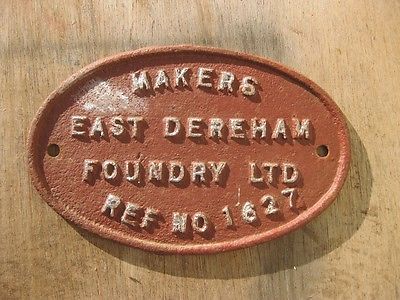 MAKERS
EAST DEREHAM
FOUNDRY LTD
REF NO 1627